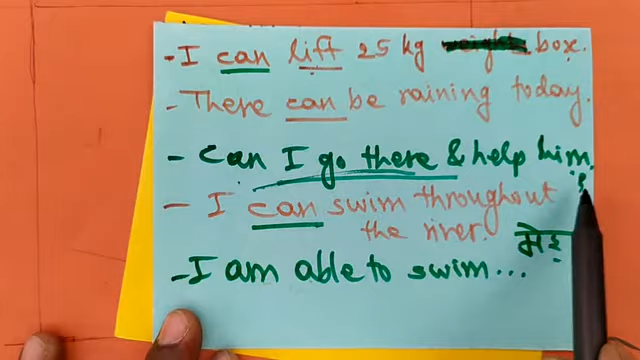 - I can lift 25 kg box.
- There can be raining today.
- Can I go there & help him.
?
- I can swim throughout
the river.
- I am able to swim...